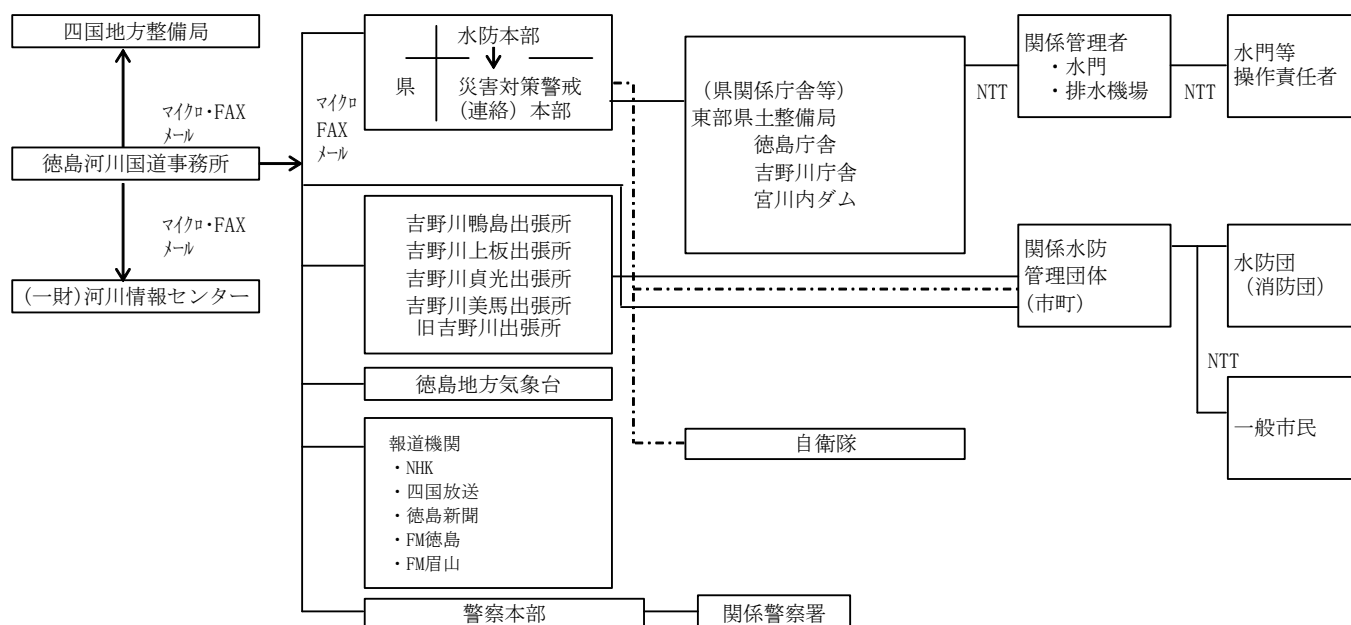 四国地方整備局
マイクロ・FAX
メール
徳島河川国道事務所
マイクロ・FAX
メール
(一財)河川情報センター
マイクロ
FAX
メール
県
水防本部
災害対策警戒
(連絡)本部
吉野川鴨島出張所
吉野川上板出張所
吉野川貞光出張所
吉野川美馬出張所
旧吉野川出張所
徳島地方気象台
報道機関
・NHK
・四国放送
・徳島新聞
・FM徳島
・FM眉山
警察本部
関係警察署
(県関係庁舎等)
東部県土整備局
徳島庁舎
吉野川庁舎
宮川内ダム
自衛隊
NTT
関係管理者
・水門
・排水機場
NTT
水門等
操作責任者
関係水防
管理団体
(市町)
水防団
(消防団)
NTT
一般市民